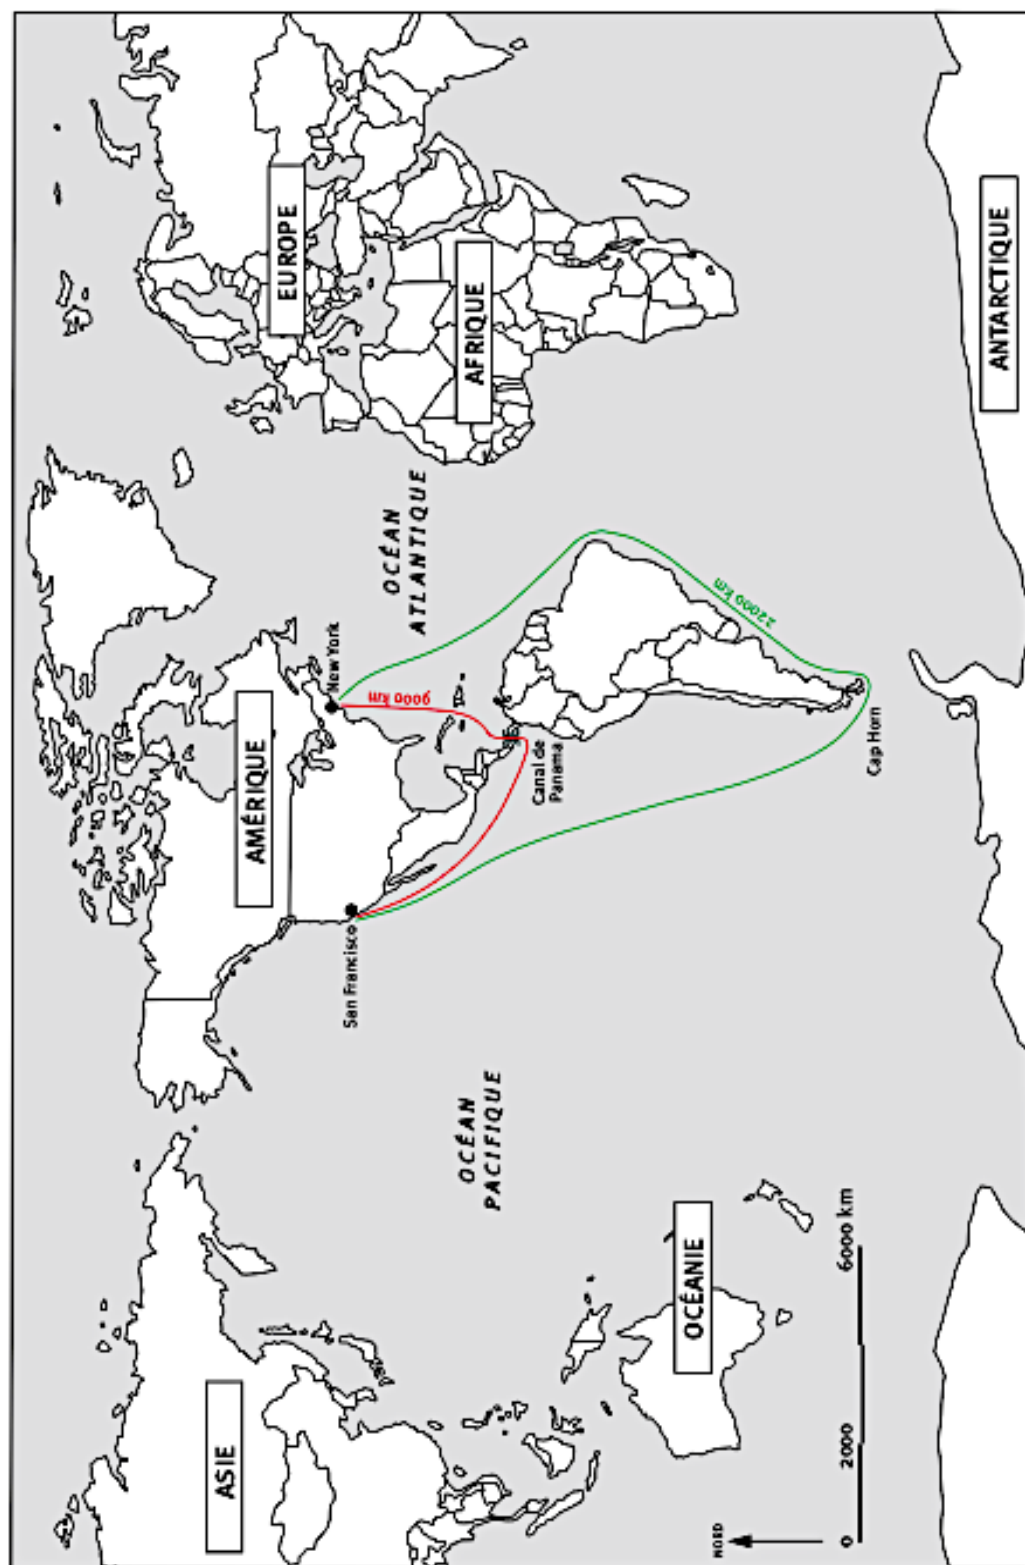 EUROPE
AFRIQUE
ANTARCTIQUE
OCÉAN
ATLANTIQUE
AMÉRIQUE
New York
9000 km
22000 km
Canal de
Panama
Cap Horn
San Francisco
OCÉAN
PACIFIQUE
ASIE
OCÉANIE
NORD
0
2000
6000 km